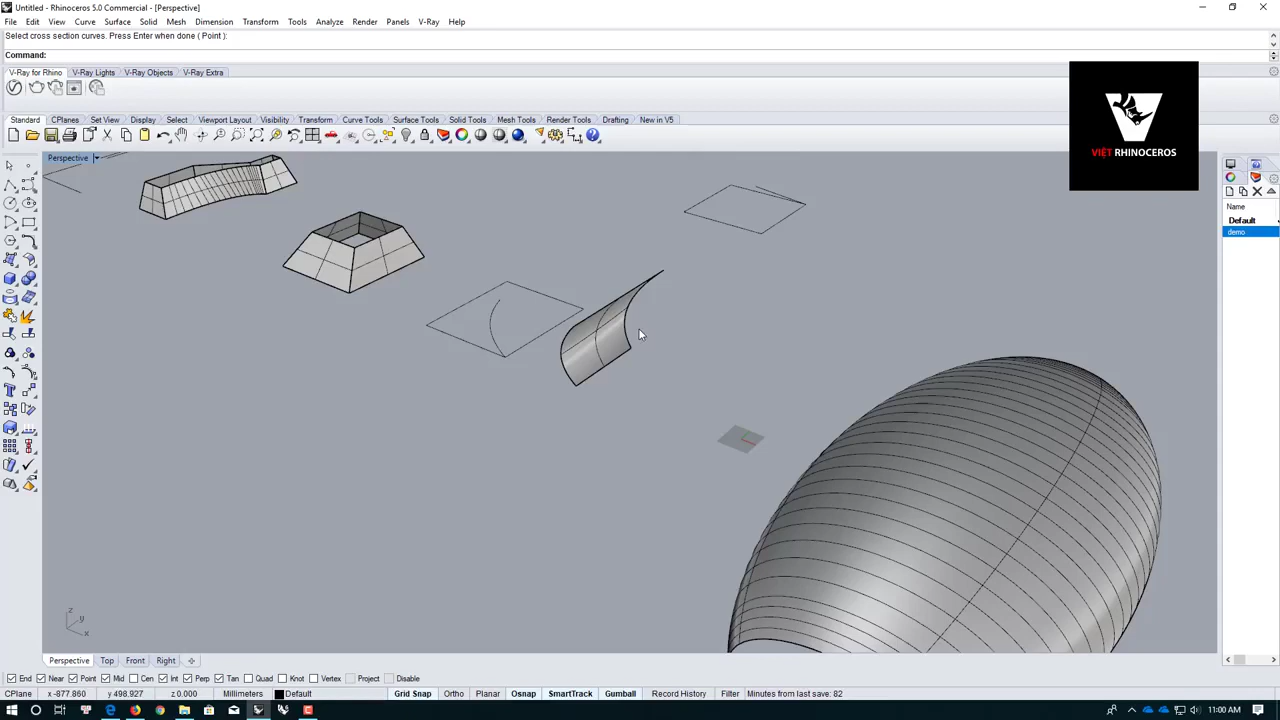 Untitled - Rhinoceros 5.0 Commercial - [Perspective]
File Edit View Curve Surface Solid Mesh Dimension Transform Tools Analyze Render Panels V-Ray Help
Select cross section curves. Press Enter when done ( Point ):
Command:
V-Ray for Rhino V-Ray Lights V-Ray Objects V-Ray Extra
Standard CPlanes Set View Display Select Viewport Layout Visibility Transform Curve Tools Surface Tools Solid Tools Mesh Tools Render Tools Drafting New in V5
VIỆT RHINOCEROS
Perspective
Name
Default
demo
z
y
x
Perspective Top Front Right
End Near Point Mid Cen Int Perp Tan Quad Knot Vertex Project Disable
CPlane x -877.860 y 498.927 z 0.000 Millimeters Default Grid Snap Ortho Planar Osnap SmartTrack Gumball Record History Filter Minutes from last save: 82
11:00 AM